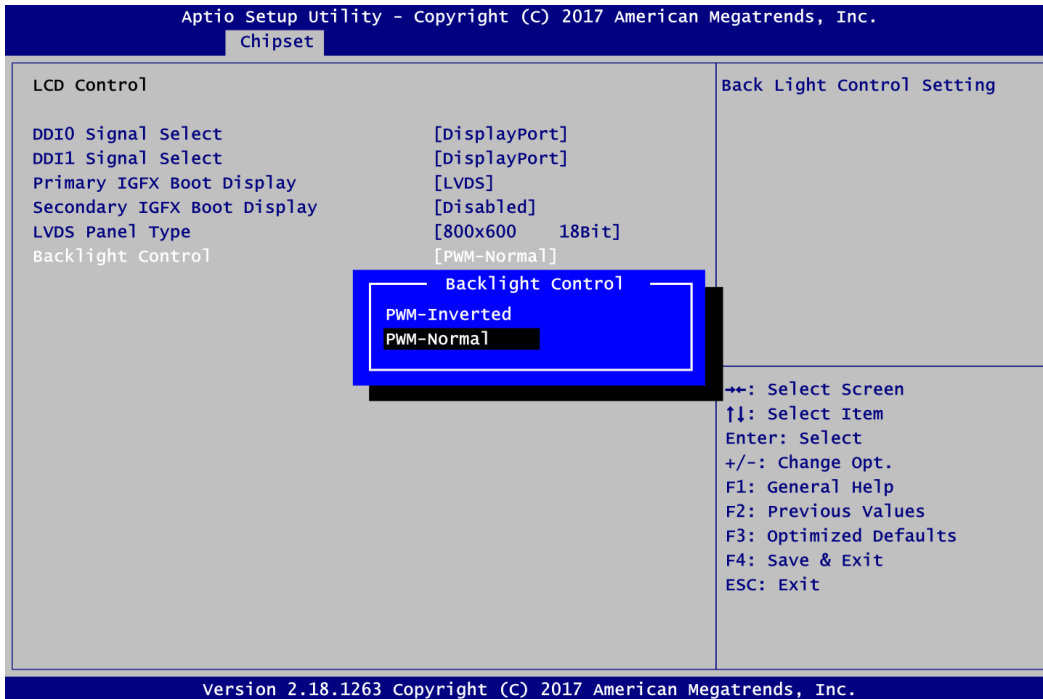 Aptio Setup Utility - Copyright (C) 2017 American Megatrends, Inc.
Chipset
LCD Control
Back Light Control Setting
DDI0 Signal Select [DisplayPort]
DDI1 Signal Select [DisplayPort]
Primary IGFX Boot Display [LVDS]
Secondary IGFX Boot Display [Disabled]
LVDS Panel Type [800x600 18Bit]
Backlight Control [PWM-Normal]
Backlight Control
PWM-Inverted
PWM-Normal
→←: Select Screen
↑↓: Select Item
Enter: Select
+/-: Change Opt.
F1: General Help
F2: Previous Values
F3: Optimized Defaults
F4: Save & Exit
ESC: Exit
Version 2.18.1263 Copyright (C) 2017 American Megatrends, Inc.